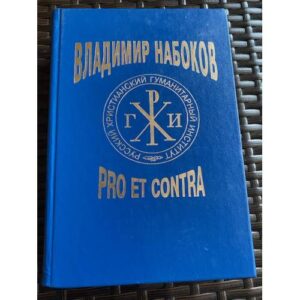 ВЛАДИМИР НАБОКОВ
РУССКИЙ ХРИСТИАНСКИЙ ГУМАНИТАРНЫЙ ИНСТИТУТ
Р
Г Х И
PRO ET CONTRA